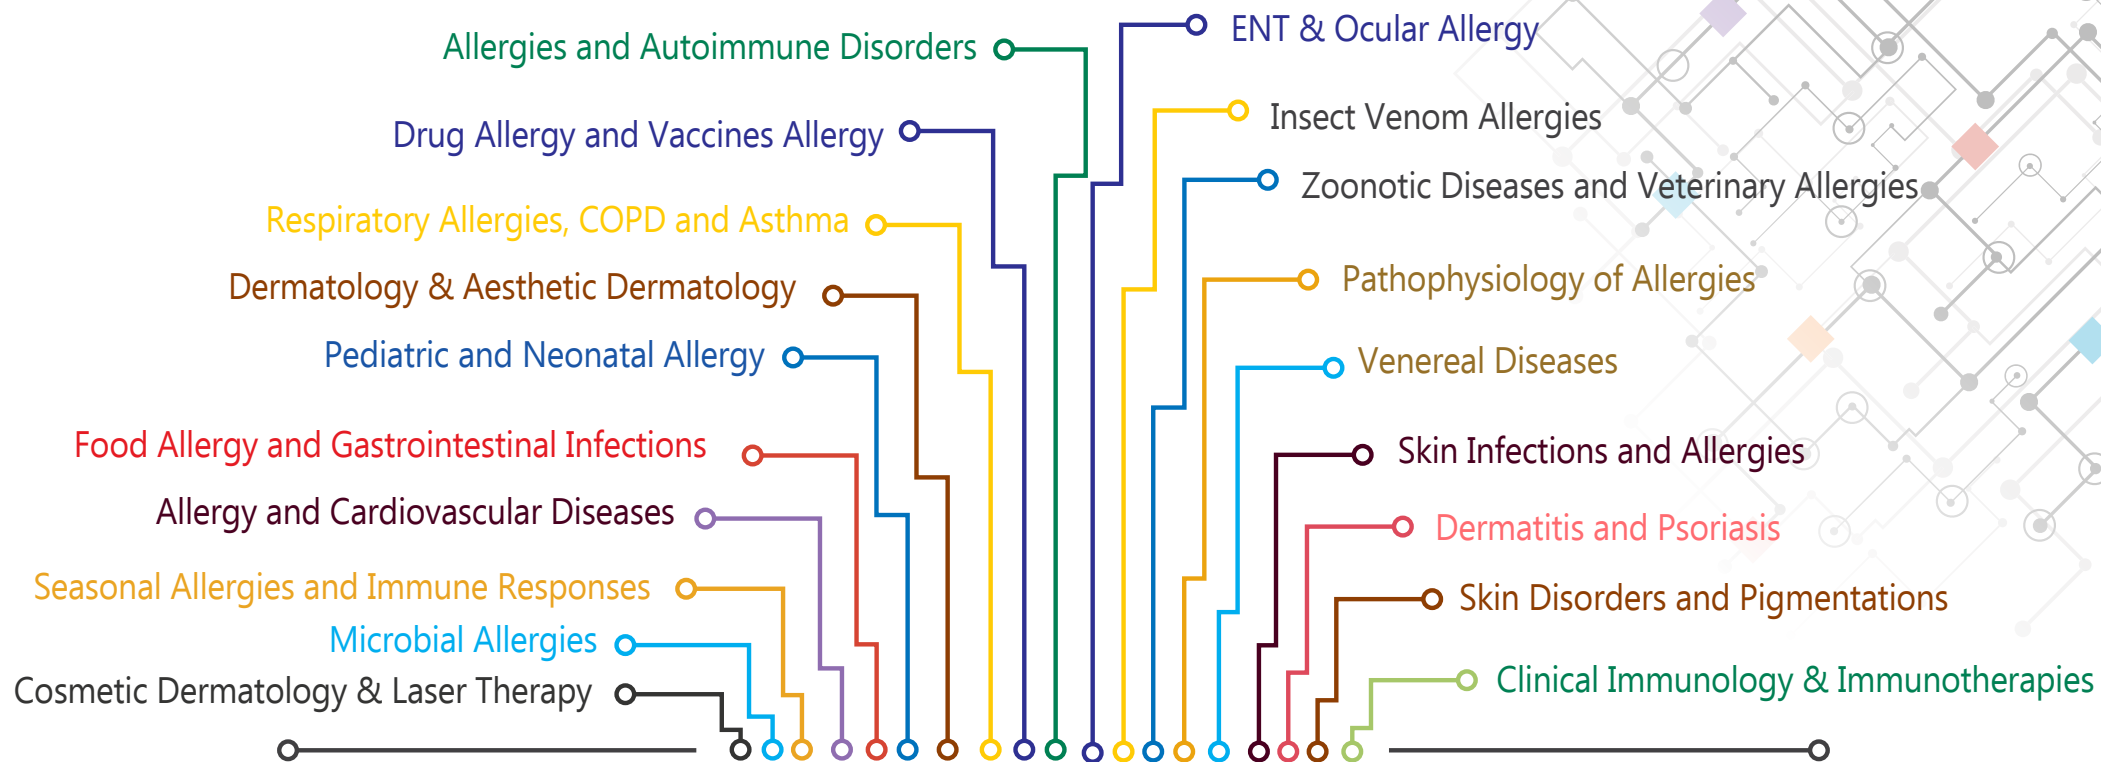 Allergies and Autoimmune Disorders
Drug Allergy and Vaccines Allergy
Respiratory Allergies, COPD and Asthma
Dermatology & Aesthetic Dermatology
Pediatric and Neonatal Allergy
Food Allergy and Gastrointestinal Infections
Allergy and Cardiovascular Diseases
Seasonal Allergies and Immune Responses
Microbial Allergies
Cosmetic Dermatology & Laser Therapy
ENT & Ocular Allergy
Insect Venom Allergies
Zoonotic Diseases and Veterinary Allergies
Pathophysiology of Allergies
Venereal Diseases
Skin Infections and Allergies
Dermatitis and Psoriasis
Skin Disorders and Pigmentations
Clinical Immunology & Immunotherapies